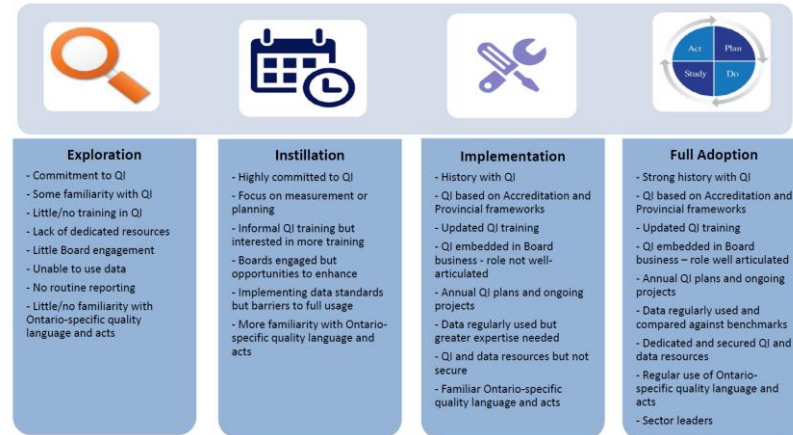 Act
Plan
Study
Do
Exploration
- Commitment to QI
- Some familiarity with QI
- Little/no training in QI
- Lack of dedicated resources
- Little Board engagement
- Unable to use data
- No routine reporting
- Little/no familiarity with
Ontario-specific quality
language and acts
Instillation
- Highly committed to QI
- Focus on measurement or
planning
- Informal QI training but
interested in more training
- Boards engaged but
opportunities to enhance
- Implementing data standards
but barriers to full usage
- More familiarity with Ontario-
specific quality language and
acts
Implementation
- History with QI
- QI based on Accreditation and
Provincial frameworks
- Updated QI training
- QI embedded in Board
business - role not well-
articulated
- Annual QI plans and ongoing
projects
- Data regularly used but
greater expertise needed
- QI and data resources but not
secure
- Familiar Ontario-specific
quality language and acts
Full Adoption
- Strong history with QI
- QI based on Accreditation and
Provincial frameworks
- Updated QI training
- QI embedded in Board
business – role well articulated
- Annual QI plans and ongoing
projects
- Data regularly used and
compared against benchmarks
- Dedicated and secured QI and
data resources
- Regular use of Ontario-
specific quality language and
acts
- Sector leaders